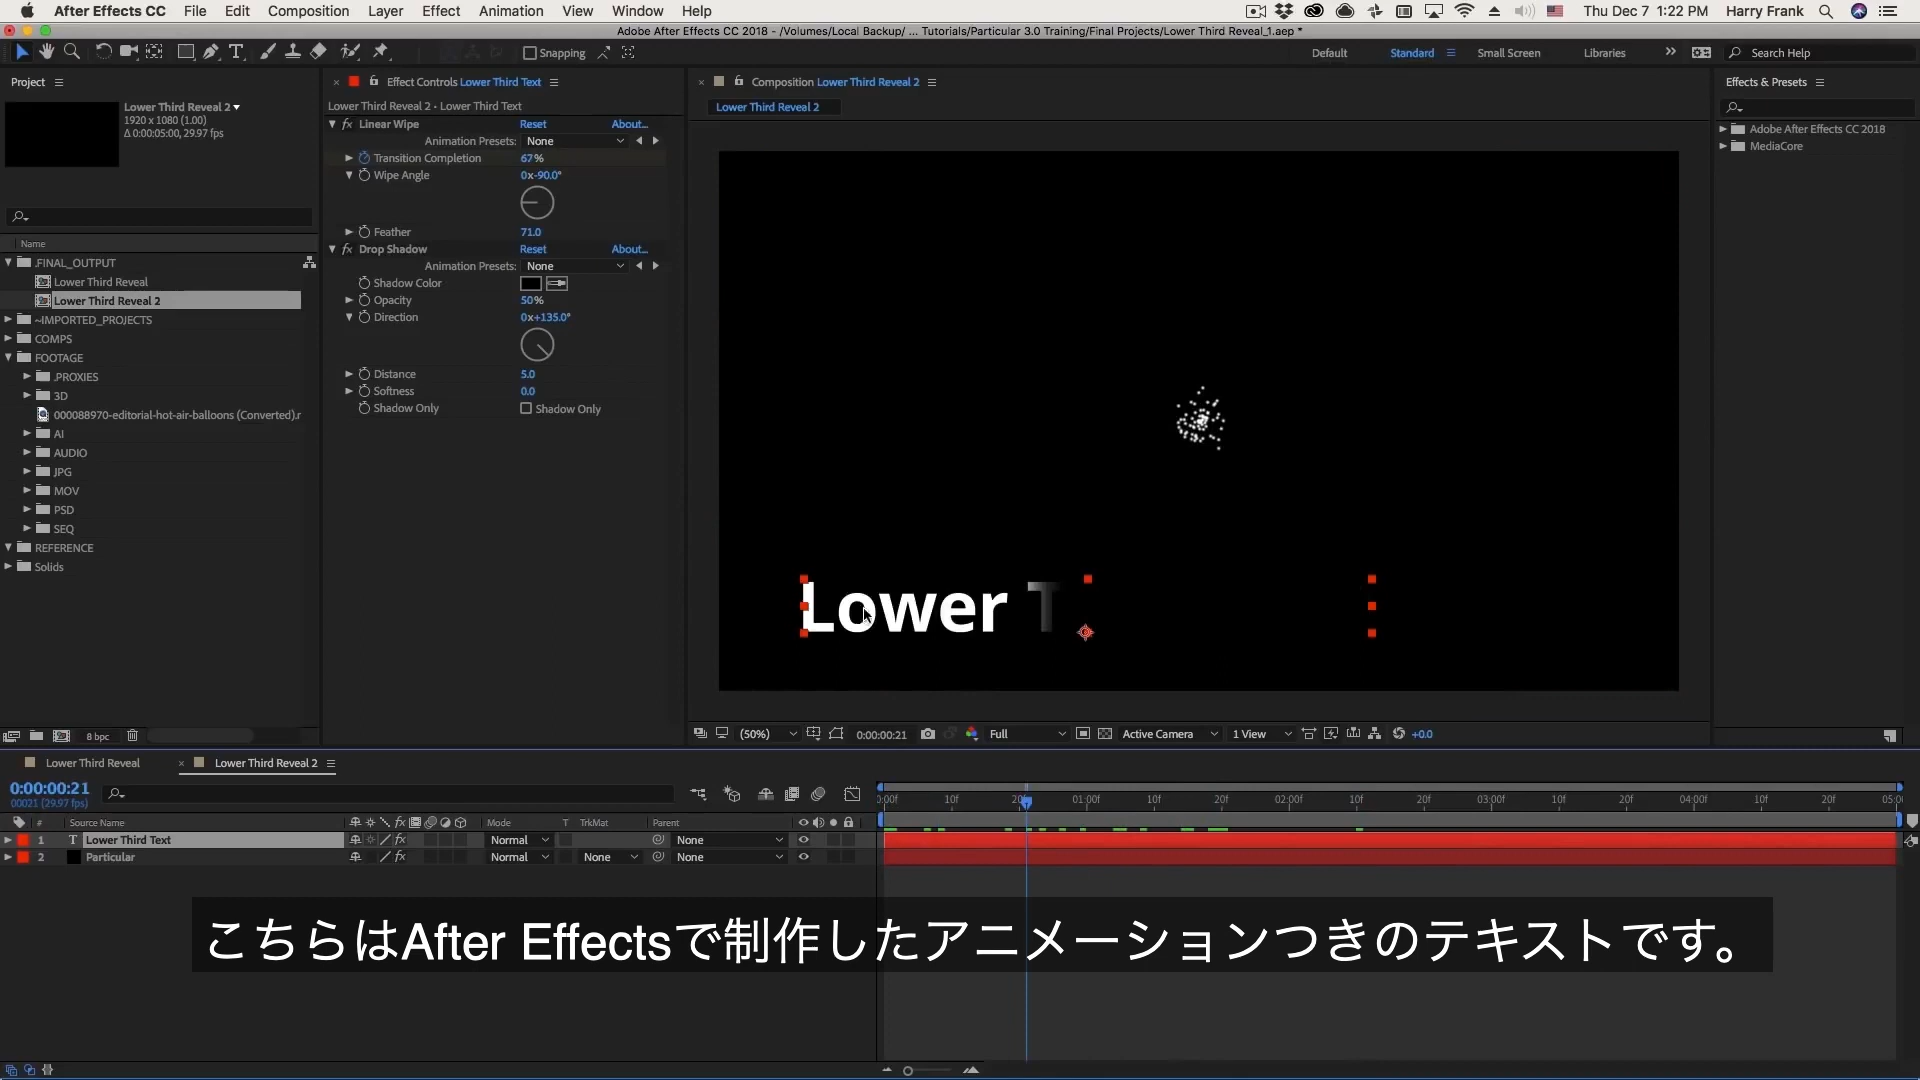 After Effects CC File Edit Composition Layer Effect Animation View Window Help Thu Dec 7 1:22 PM Harry Frank
Adobe After Effects CC 2018 - /Volumes/Local Backup/ ... Tutorials/Particular 3.0 Training/Final Projects/Lower Third Reveal_1.aep *
Snapping Default Standard Small Screen Libraries Search Help
Project
Lower Third Reveal 2
1920 x 1080 (1.00)
Δ 0:00:05:00, 29.97 fps
Name
.FINAL_OUTPUT
Lower Third Reveal
Lower Third Reveal 2
~IMPORTED_PROJECTS
COMPS
FOOTAGE
.PROXIES
3D
000088970-editorial-hot-air-balloons (Converted).r
AI
AUDIO
JPG
MOV
PSD
SEQ
REFERENCE
Solids
8 bpc
Effect Controls Lower Third Text
Lower Third Reveal 2 • Lower Third Text
fx Linear Wipe Reset About...
Animation Presets: None
Transition Completion 67%
Wipe Angle 0x-90.0°
Feather 71.0
fx Drop Shadow Reset About...
Animation Presets: None
Shadow Color
Opacity 50%
Direction 0x+135.0°
Distance 5.0
Softness 0.0
Shadow Only Shadow Only
Composition Lower Third Reveal 2
Lower Third Reveal 2
Lower T
(50%) 0:00:00:21 Full Active Camera 1 View +0.0
Effects & Presets
Adobe After Effects CC 2018
MediaCore
Lower Third Reveal Lower Third Reveal 2
0:00:00:21
00021 (29.97 fps)
0:00f 10f 20f 01:00f 10f 20f 02:00f 10f 20f 03:00f 10f 20f 04:00f 10f 20f 05:0
# Source Name fx Mode T TrkMat Parent
1 T Lower Third Text fx Normal None
2 Particular fx Normal None None
こちらはAfter Effectsで制作したアニメーションつきのテキストです。